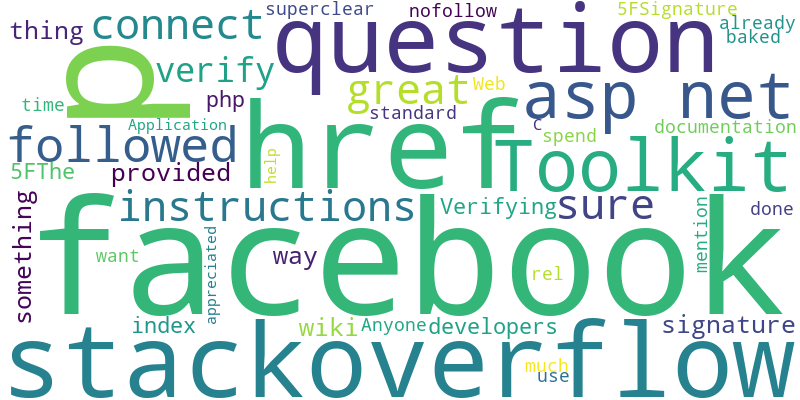 superclear
nofollow
5FSignature
thing
connect
question
already
baked
p
verify
great
Web
asp net
time
php
standard
Application
href
c
spend
documentation
followed
Toolkit
5FThe
provided
help
instructions
Verifying
sure
mention
done
something
facebook
want
appreciated
way
rel
index
wiki
Anyone
developers
signature
stackoverflow
much
use